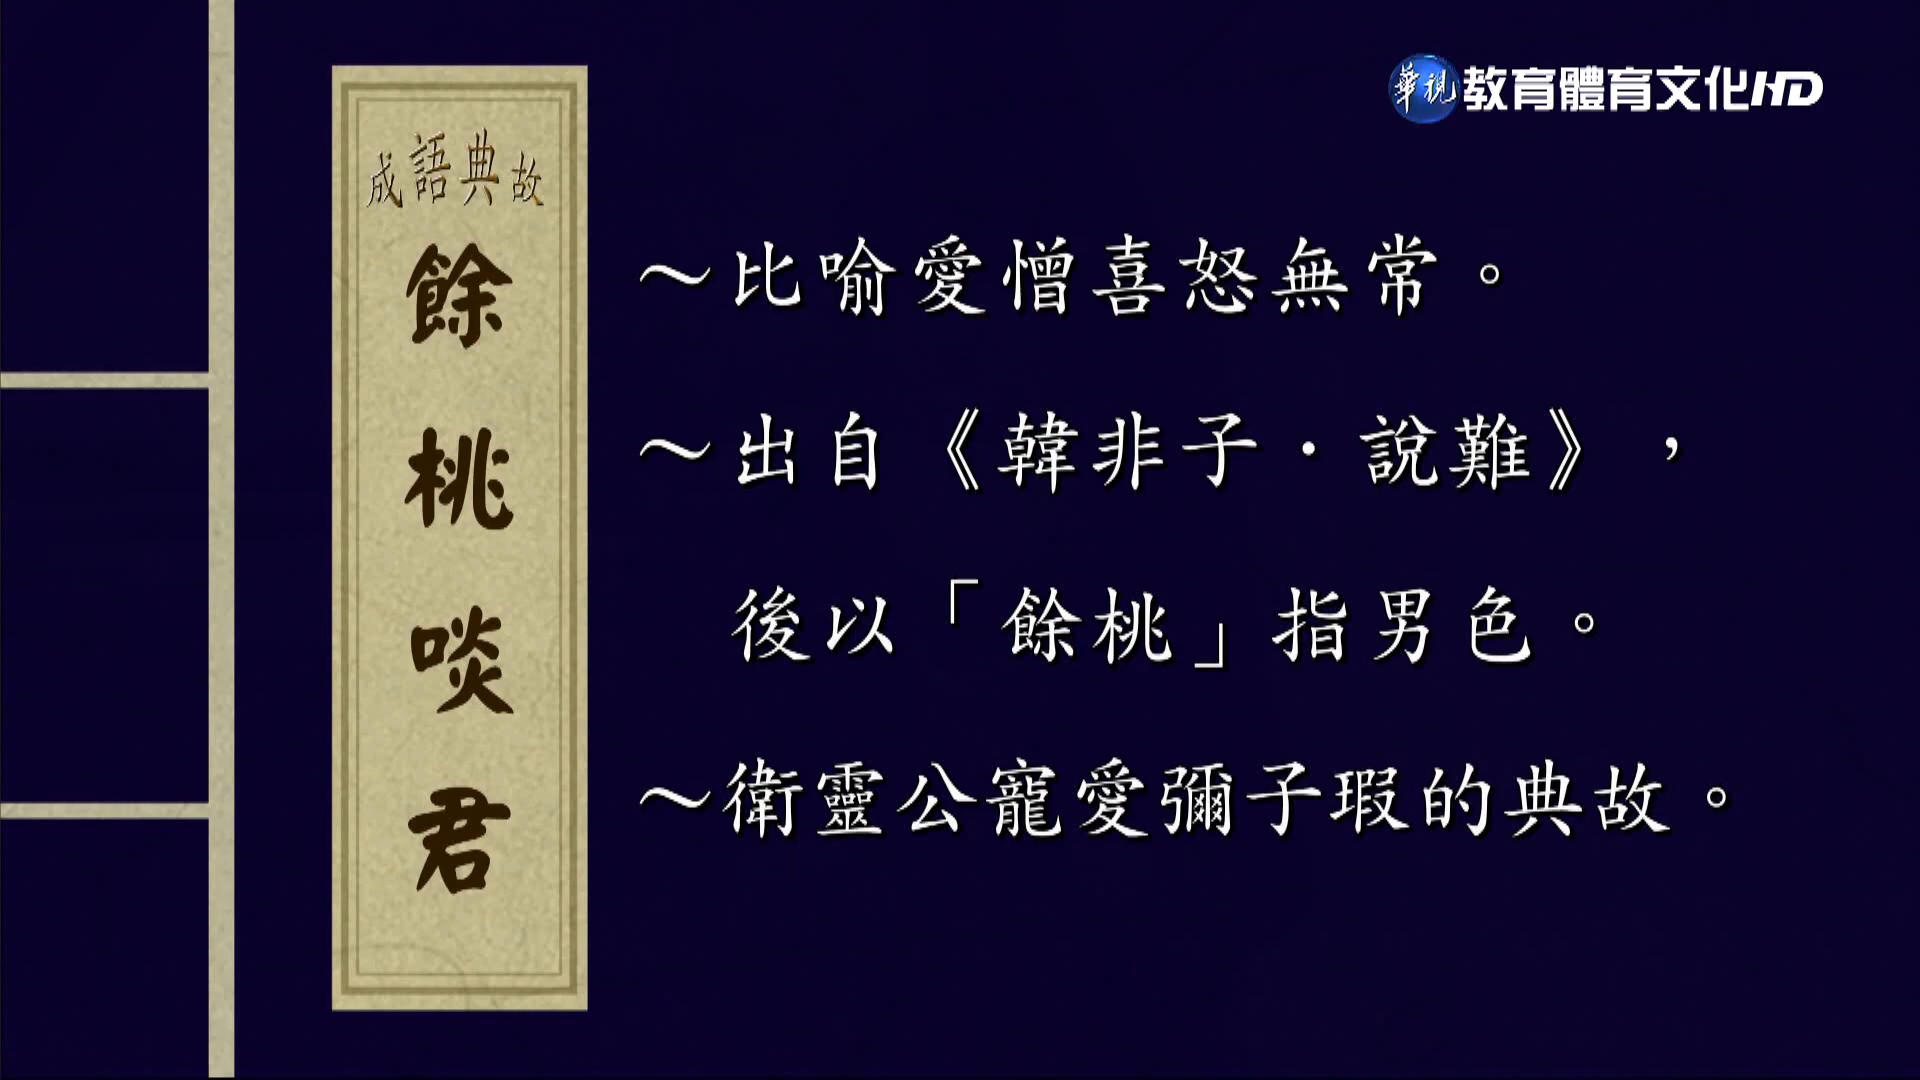 華視 教育體育文化HD
成語典故
餘桃啖君
～比喻愛憎喜怒無常。
～出自《韓非子．說難》，
後以「餘桃」指男色。
～衛靈公寵愛彌子瑕的典故。